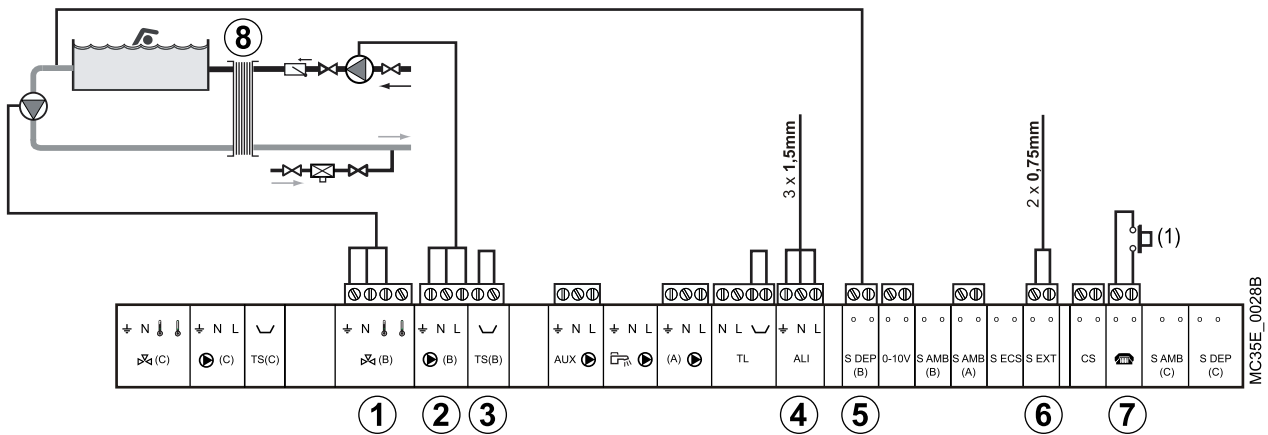 8
3 x 1,5mm
2 x 0,75mm
(1)
MC35E_0028B
N
(C)
N L
(C)
TS(C)
N
(B)
N L
(B)
TS(B)
N L
AUX
N L
N L
(A)
N L
TL
N L
ALI
S DEP
(B)
0-10V
S AMB
(B)
S AMB
(A)
S ECS
S EXT
CS
S AMB
(C)
S DEP
(C)
1
2
3
4
5
6
7